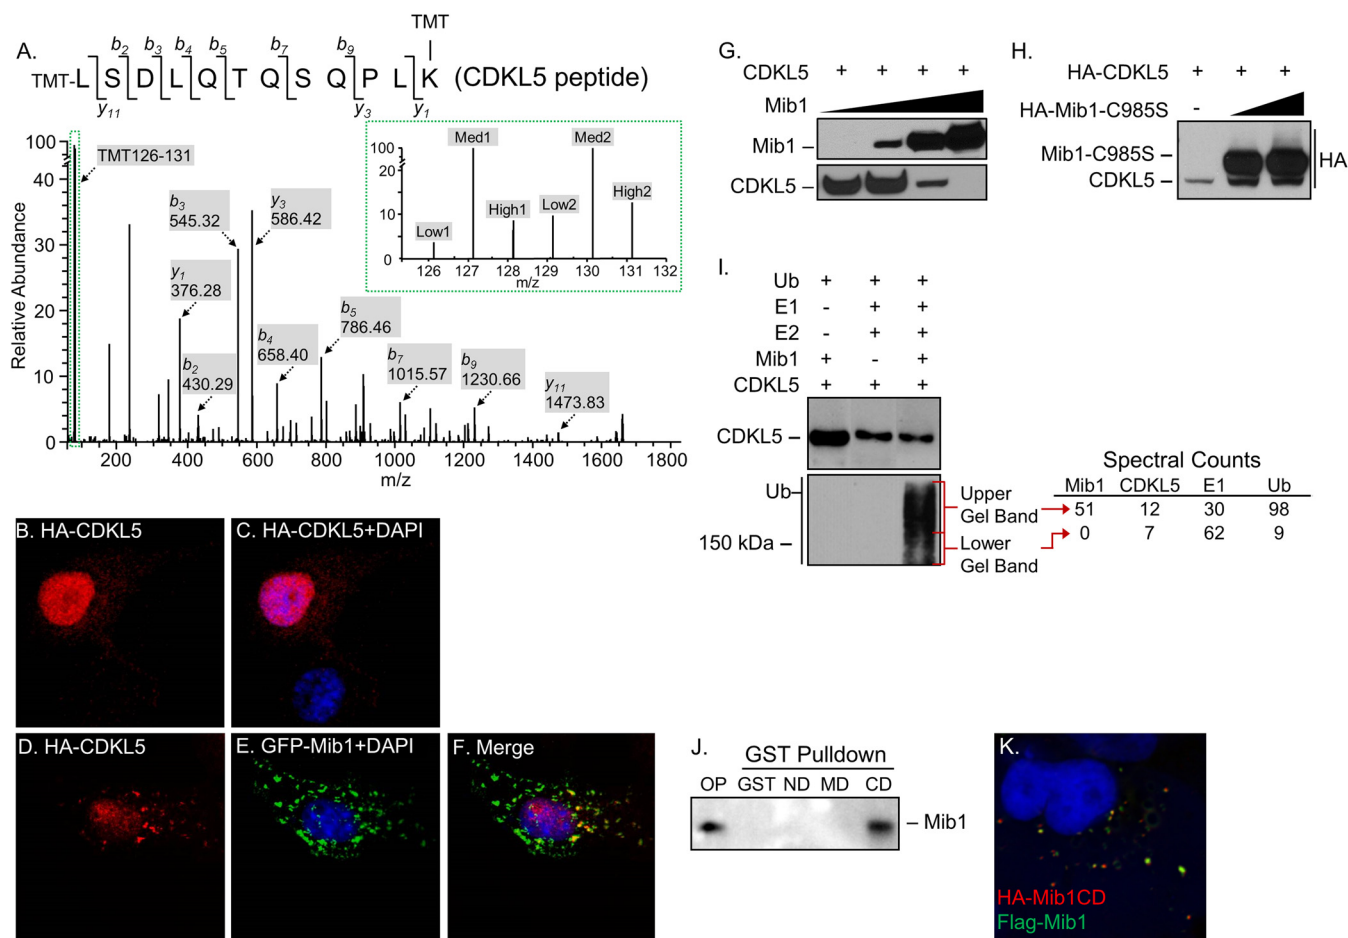 A.
TMT
b2 b3 b4 b5 b7 b9
TMT-L S D L Q T Q S Q P L K (CDKL5 peptide)
y11 y3 y1
Relative Abundance
100
40
30
20
10
0
200 400 600 800 1000 1200 1400 1600 1800
m/z
TMT126-131
b3
545.32
y3
586.42
y1
376.28
b2
430.29
b4
658.40
b5
786.46
b7
1015.57
b9
1230.66
y11
1473.83
100
40
20
0
126 127 128 129 130 131 132
m/z
Low1
Med1
High1
Low2
Med2
High2
G.
CDKL5 + + + +
Mib1
Mib1 –
CDKL5 –
H.
HA-CDKL5 + + +
HA-Mib1-C985S -
Mib1-C985S –
CDKL5 –
HA
I.
Ub + + +
E1 - + +
E2 - + +
Mib1 + - +
CDKL5 + + +
CDKL5 –
Ub
150 kDa –
Upper
Gel Band
Lower
Gel Band
Spectral Counts
Mib1 CDKL5 E1 Ub
51 12 30 98
0 7 62 9
B. HA-CDKL5
C. HA-CDKL5+DAPI
D. HA-CDKL5
E. GFP-Mib1+DAPI
F. Merge
J.
GST Pulldown
OP GST ND MD CD
– Mib1
K.
HA-Mib1CD
Flag-Mib1